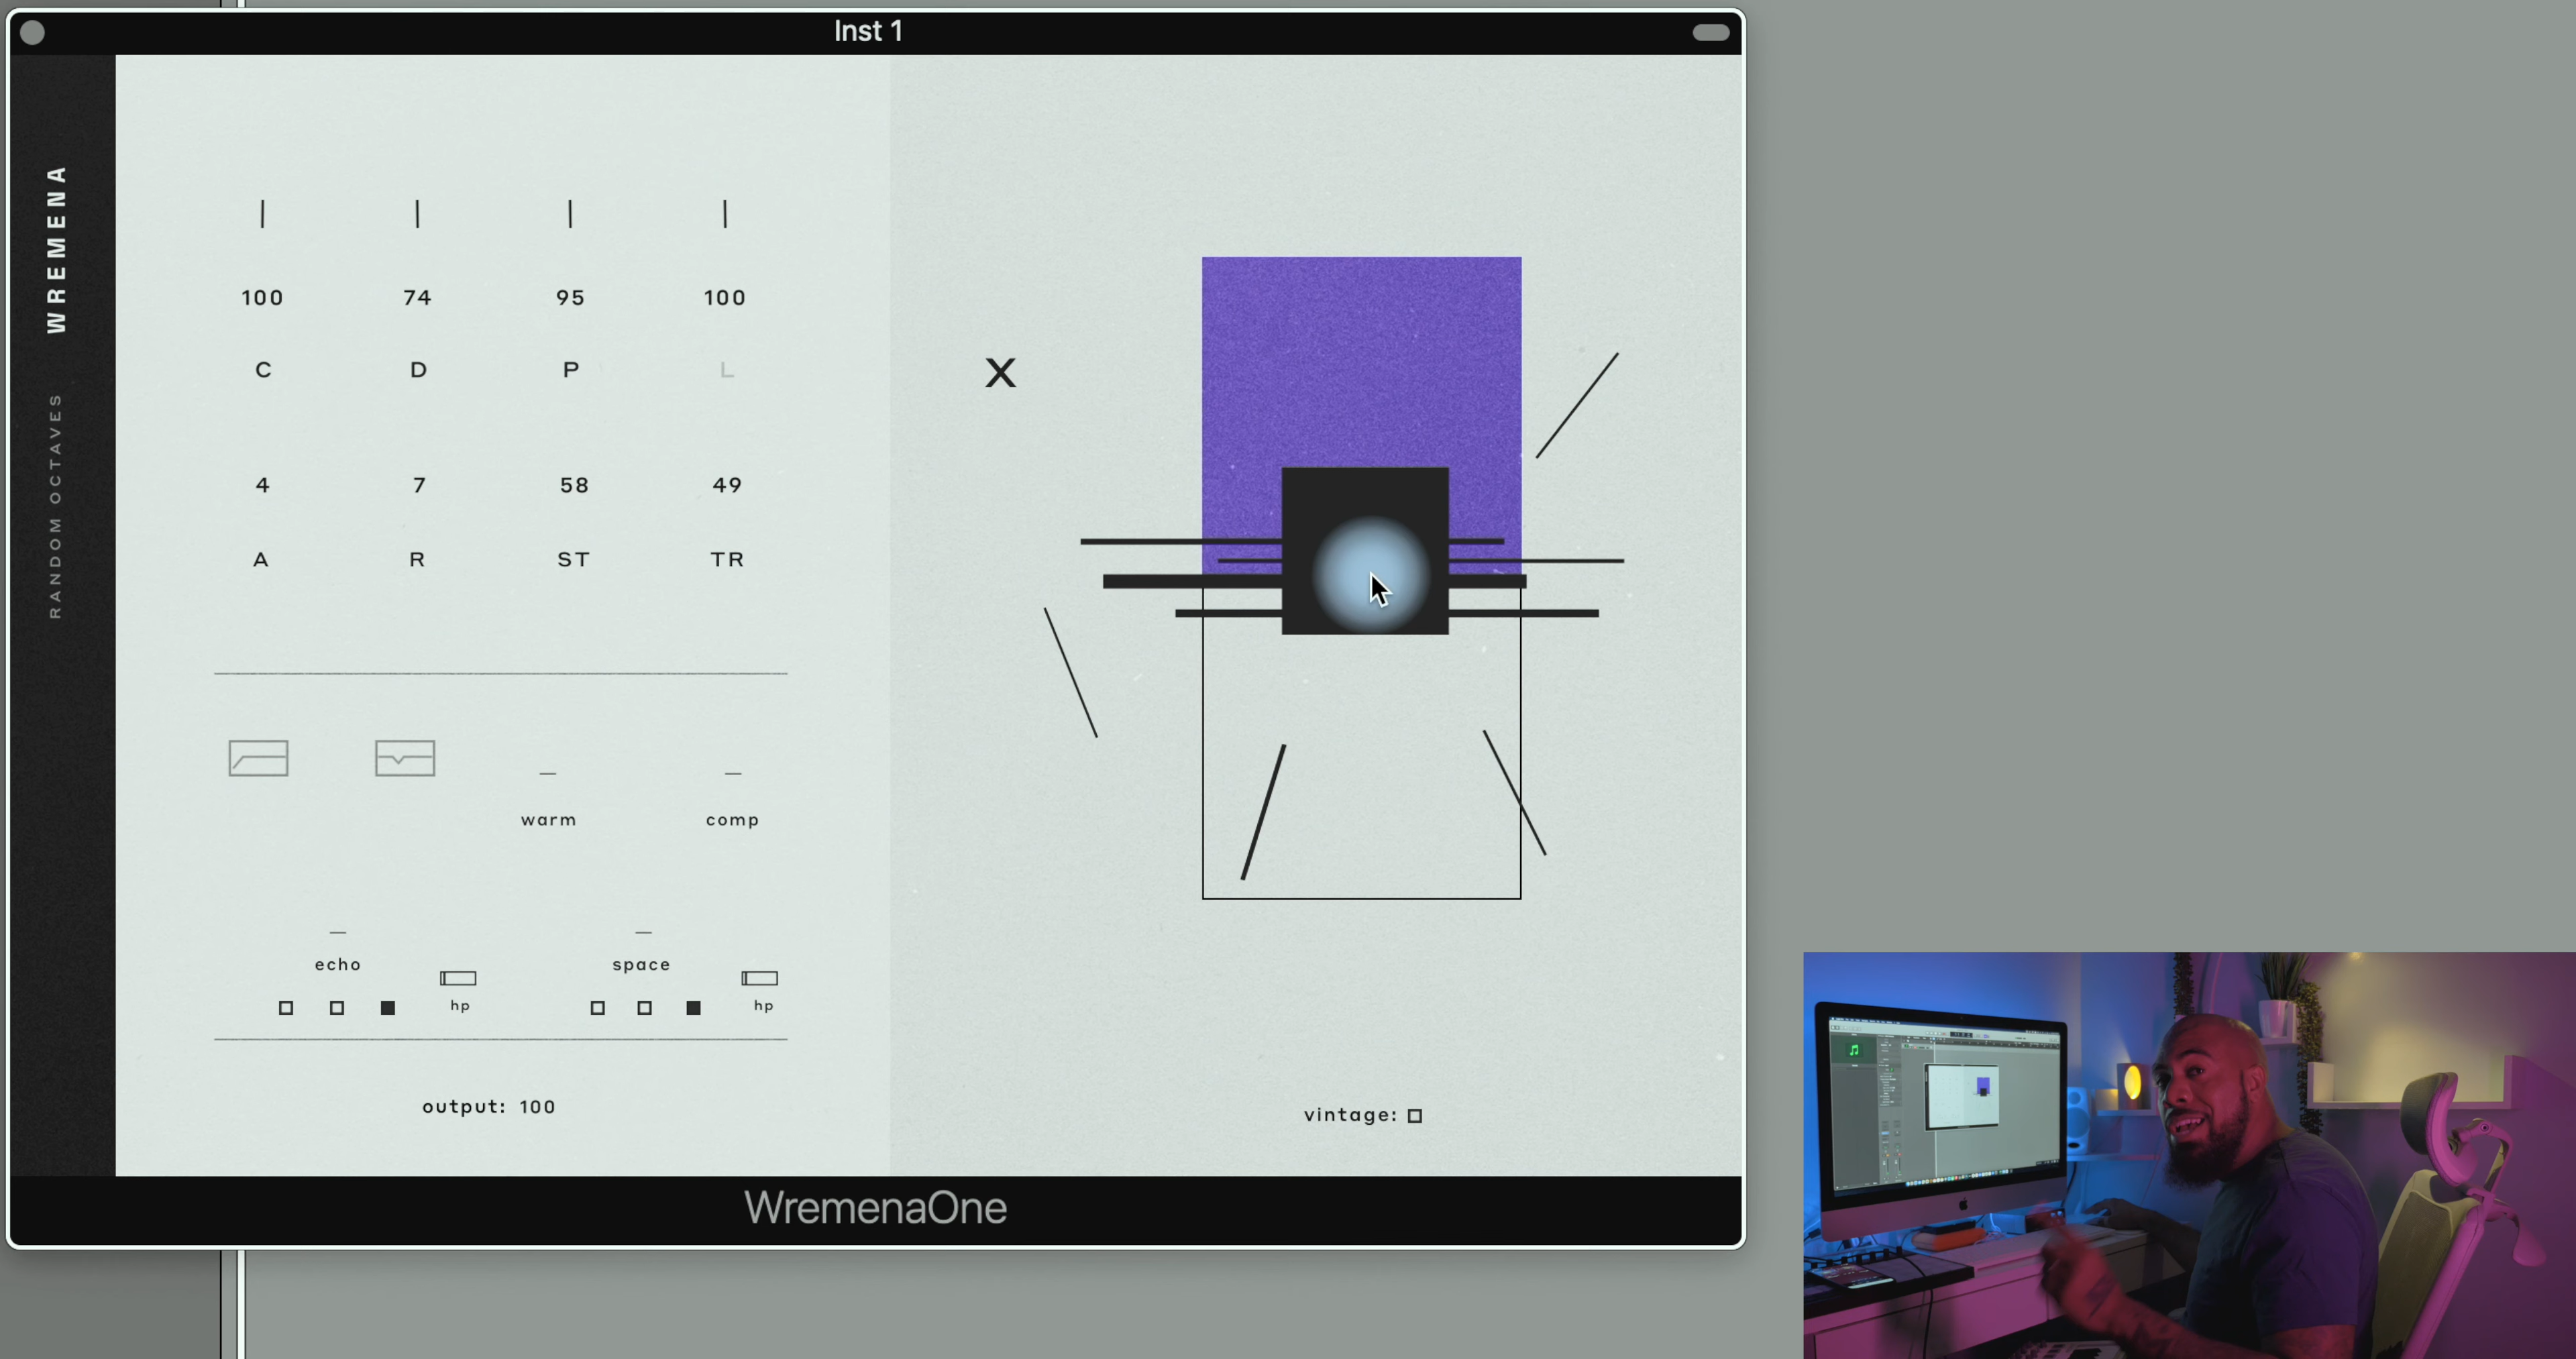 Inst 1
WREMENA
RANDOM OCTAVES
100 74 95 100
C D P L
4 7 58 49
A R ST TR
warm comp
echo space
hp hp
output: 100
X
vintage:
WremenaOne